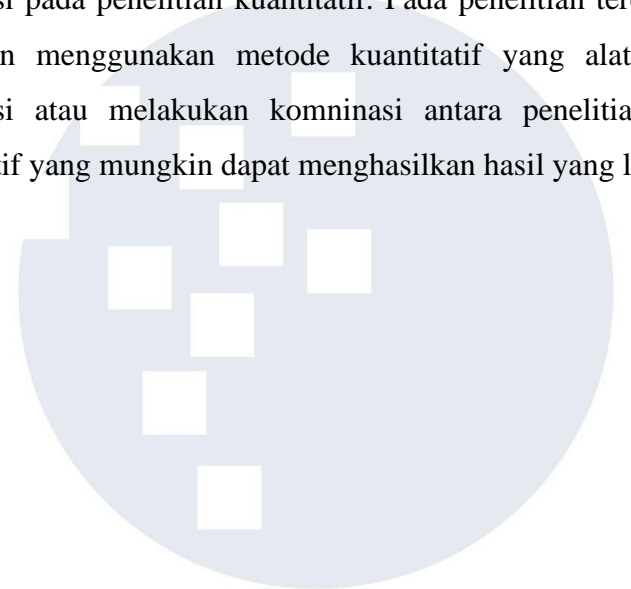 si pada penelitian kuantitatif. Pada penelitian
n menggunakan metode kuantitatif yang alat
si atau melakukan komninasi antara penelitia
tif yang mungkin dapat menghasilkan hasil yang l